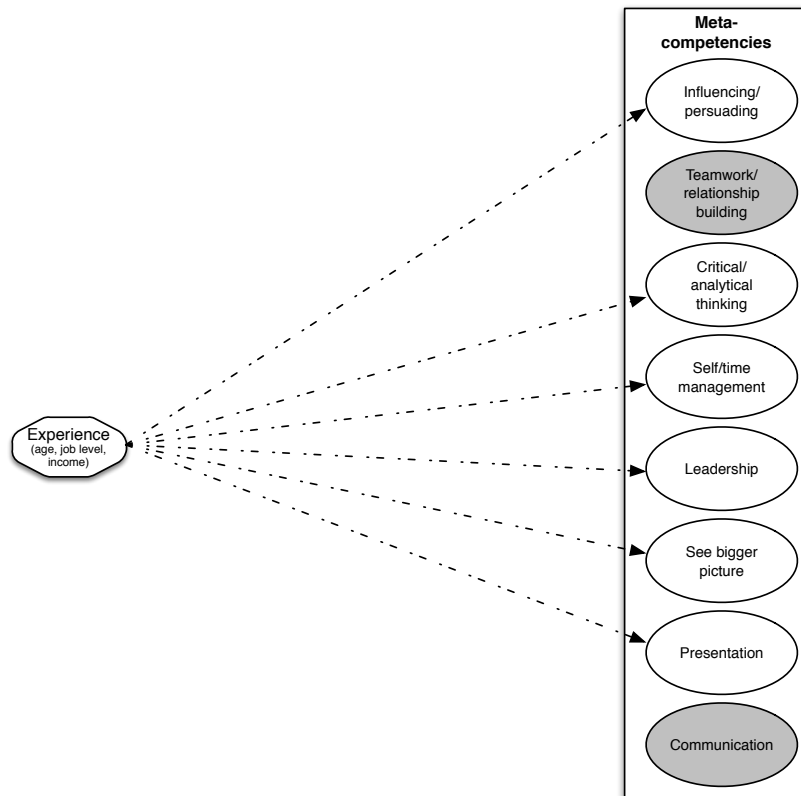 Meta-
competencies
Influencing/
persuading
Teamwork/
relationship
building
Critical/
analytical
thinking
Self/time
management
Experience
(age, job level,
income)
Leadership
See bigger
picture
Presentation
Communication